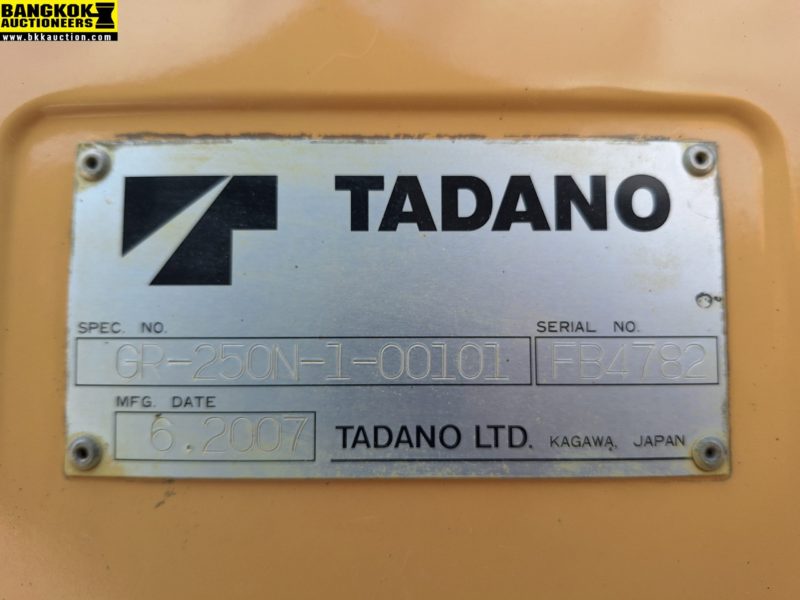 BANGKOK
AUCTIONEERS
www.bkkauction.com
TADANO
SPEC. NO. SERIAL NO.
GR-250N-1-00101 FB4782
MFG. DATE
6.2007 TADANO LTD. KAGAWA, JAPAN